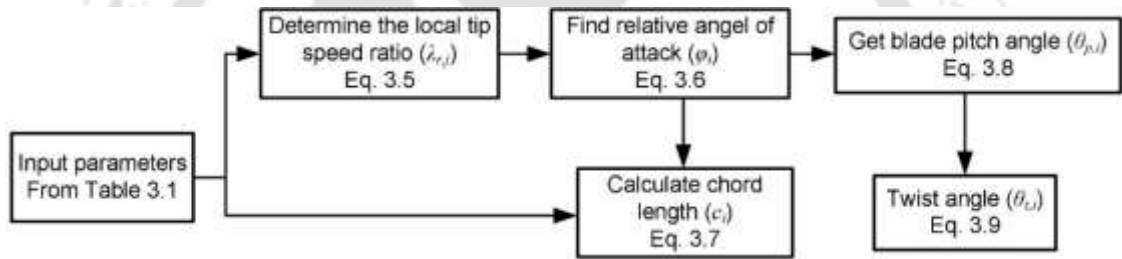 Determine the local tip
speed ratio (λr,i)
Eq. 3.5
Find relative angel of
attack (φi)
Eq. 3.6
Get blade pitch angle (θp,i)
Eq. 3.8
Input parameters
From Table 3.1
Calculate chord
length (ci)
Eq. 3.7
Twist angle (θt,i)
Eq. 3.9